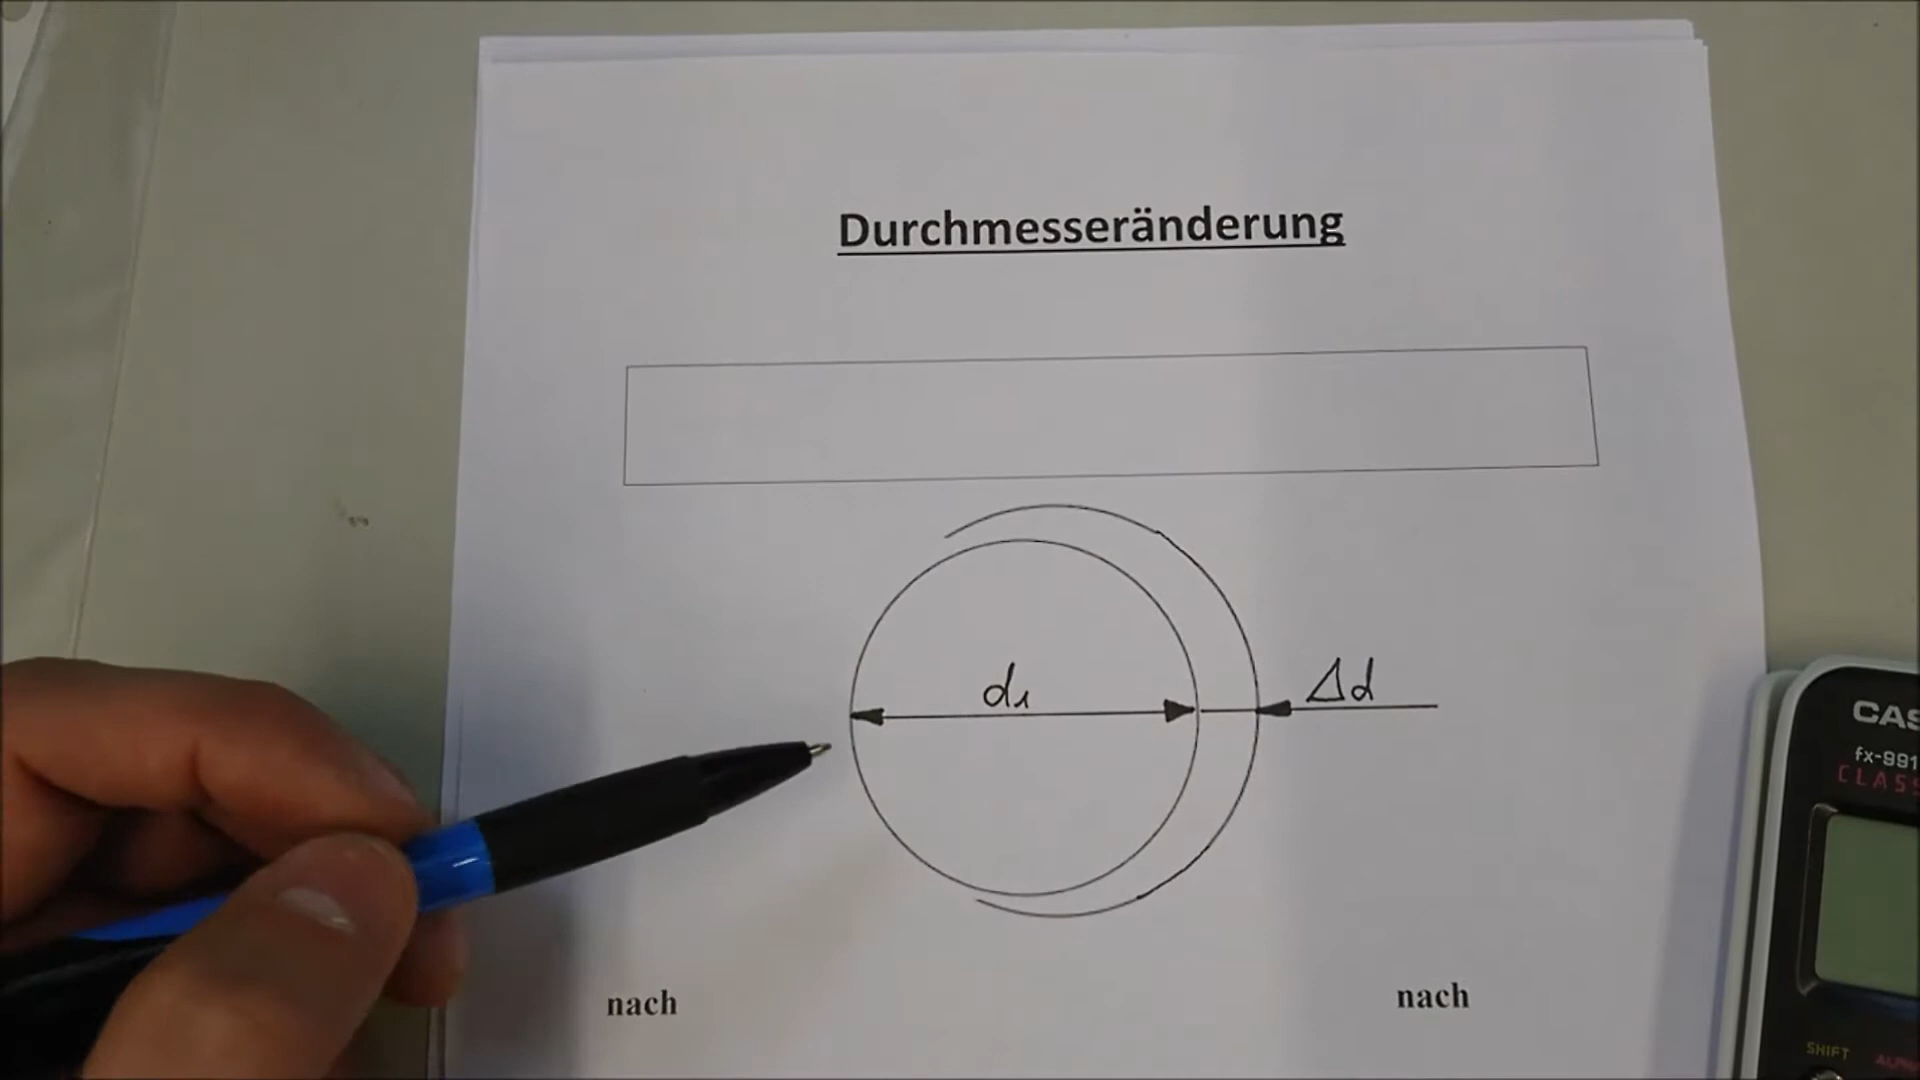 Durchmesseränderung
d₁ Δd
nach nach
CAS
fx-991
CLASS
SHIFT